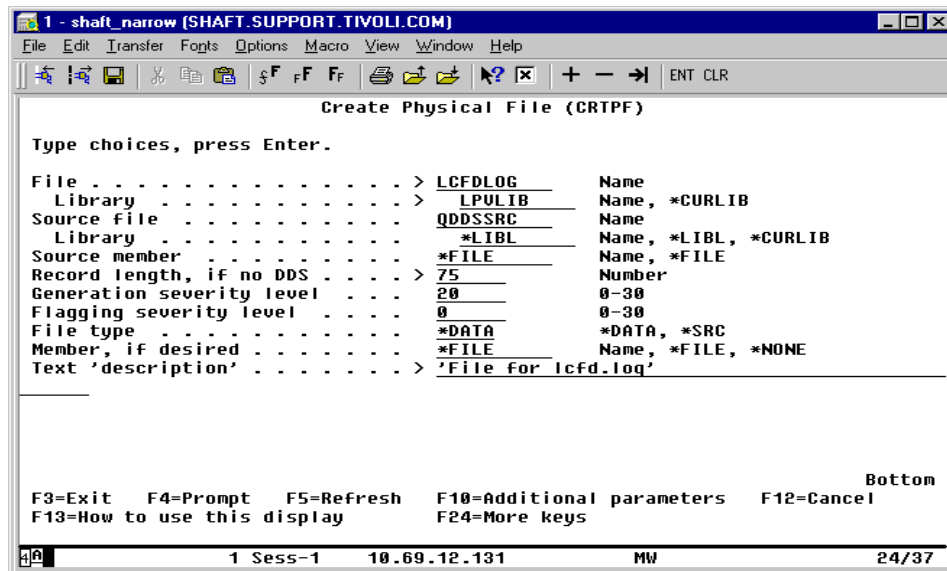 1 - shaft_narrow (SHAFT.SUPPORT.TIVOLI.COM)
File Edit Transfer Fonts Options Macro View Window Help
ENT CLR
Create Physical File (CRTPF)
Type choices, press Enter.
File . . . . . . . . . . . . . . > LCFDLOG Name
Library . . . . . . . . . . . > LPVLIB Name, *CURLIB
Source file . . . . . . . . . . QDDSSRC Name
Library . . . . . . . . . . . *LIBL Name, *LIBL, *CURLIB
Source member . . . . . . . . . *FILE Name, *FILE
Record length, if no DDS . . . . > 75 Number
Generation severity level . . . 20 0-30
Flagging severity level . . . . 0 0-30
File type . . . . . . . . . . . *DATA *DATA, *SRC
Member, if desired . . . . . . . *FILE Name, *FILE, *NONE
Text 'description' . . . . . . . > 'File for lcfd.log'
Bottom
F3=Exit F4=Prompt F5=Refresh F10=Additional parameters F12=Cancel
F13=How to use this display F24=More keys
4A 1 Sess-1 10.69.12.131 MW 24/37